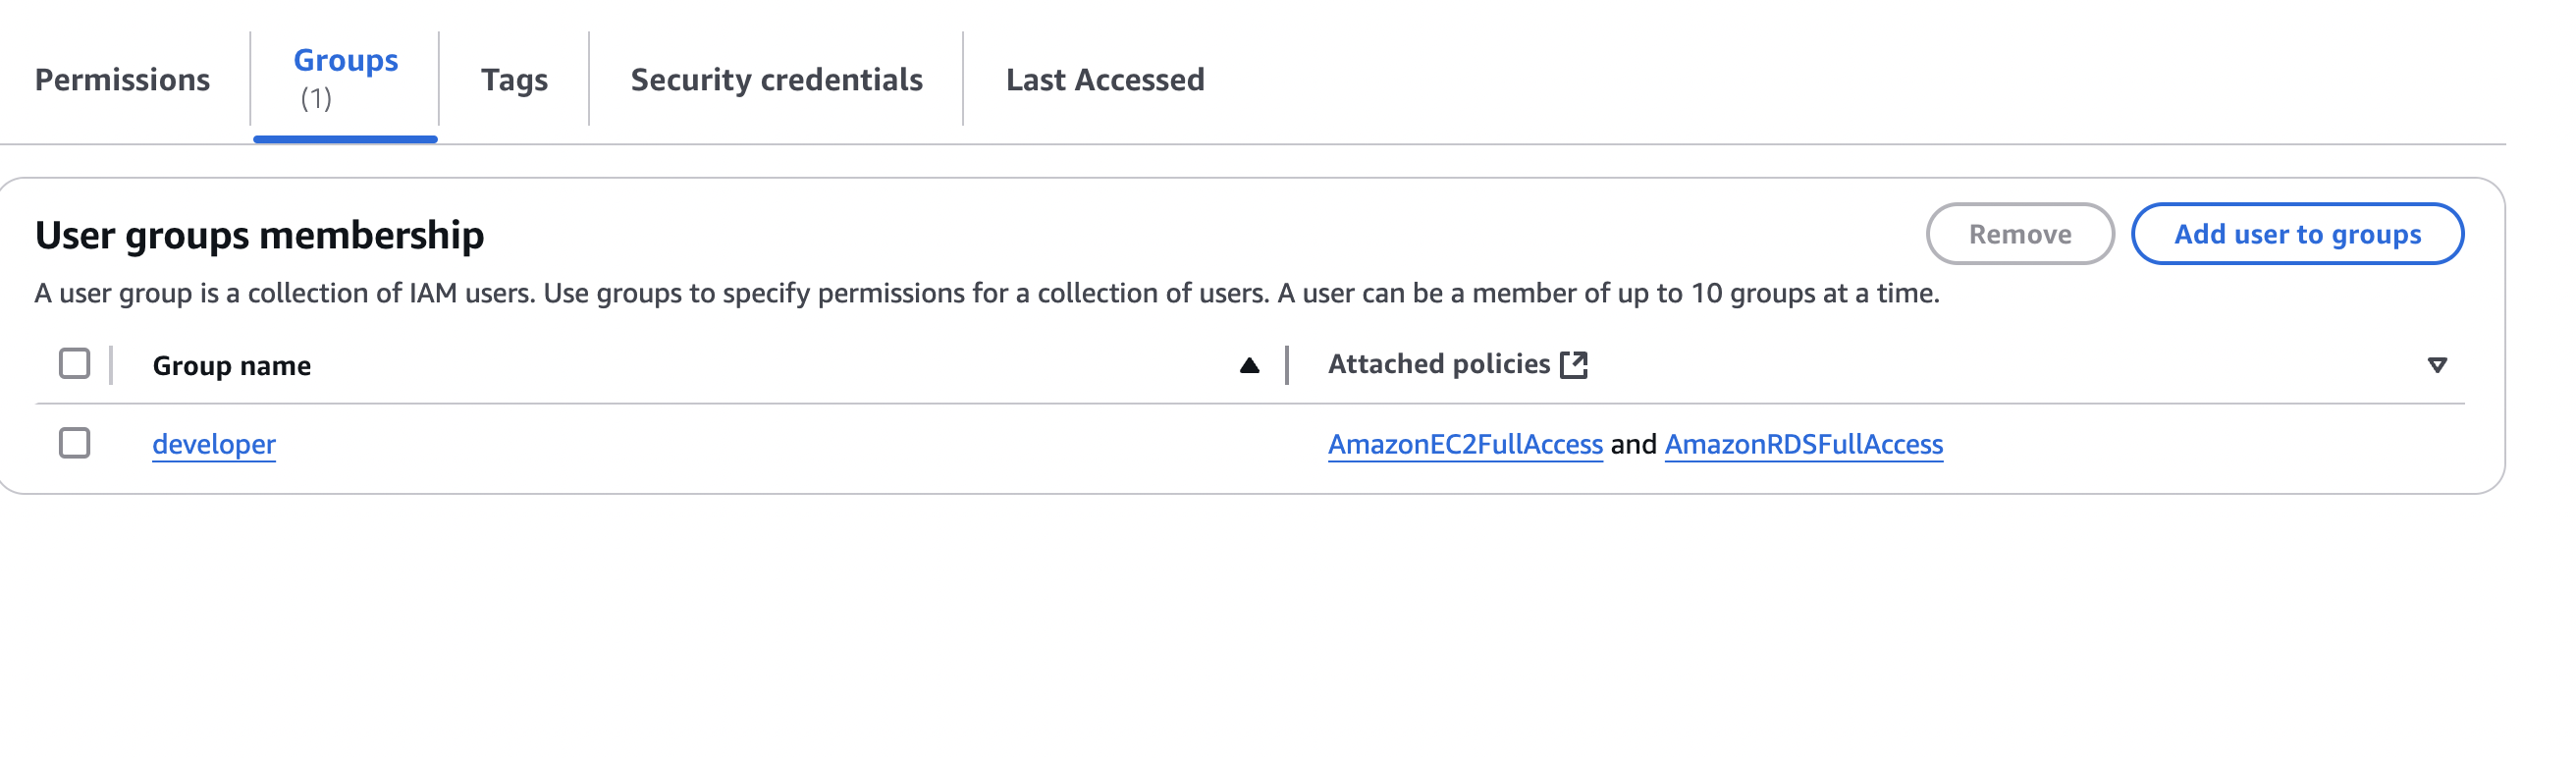 Permissions
Groups
(1)
Tags
Security credentials
Last Accessed
User groups membership
Remove
Add user to groups
A user group is a collection of IAM users. Use groups to specify permissions for a collection of users. A user can be a member of up to 10 groups at a time.
Group name
Attached policies
developer
AmazonEC2FullAccess and AmazonRDSFullAccess